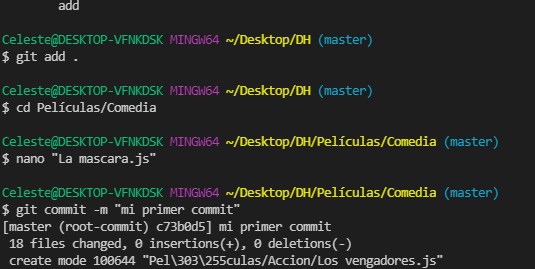 add
Celeste@DESKTOP-VFNKDSK MINGW64 ~/Desktop/DH (master)
$ git add .
Celeste@DESKTOP-VFNKDSK MINGW64 ~/Desktop/DH (master)
$ cd Películas/Comedia
Celeste@DESKTOP-VFNKDSK MINGW64 ~/Desktop/DH/Películas/Comedia (master)
$ nano "La mascara.js"
Celeste@DESKTOP-VFNKDSK MINGW64 ~/Desktop/DH/Películas/Comedia (master)
$ git commit -m "mi primer commit"
[master (root-commit) c73b0d5] mi primer commit
18 files changed, 0 insertions(+), 0 deletions(-)
create mode 100644 "Pel\303\255culas/Accion/Los vengadores.js"